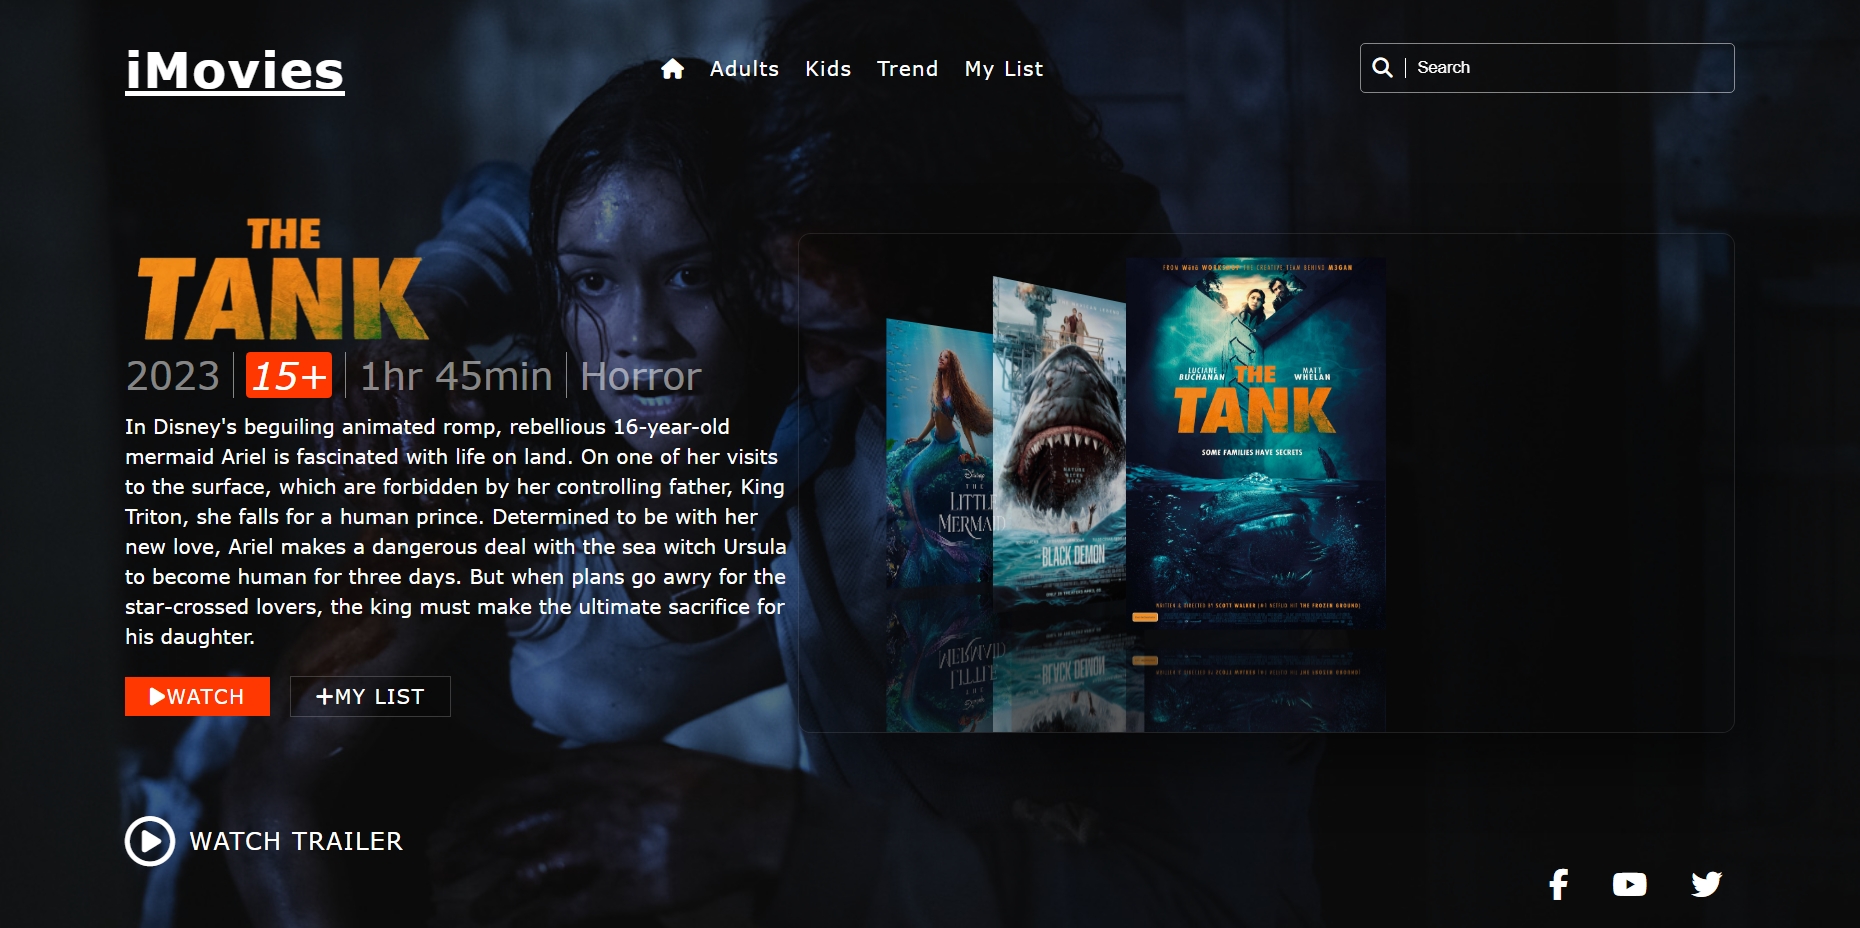 iMovies
Adults Kids Trend My List
Search
THE
TANK
2023 15+ 1hr 45min Horror
In Disney's beguiling animated romp, rebellious 16-year-old
mermaid Ariel is fascinated with life on land. On one of her visits
to the surface, which are forbidden by her controlling father, King
Triton, she falls for a human prince. Determined to be with her
new love, Ariel makes a dangerous deal with the sea witch Ursula
to become human for three days. But when plans go awry for the
star-crossed lovers, the king must make the ultimate sacrifice for
his daughter.
WATCH
MY LIST
WATCH TRAILER
Disney
THE
LITTLE
MERMAID
BLACK DEMON
THE CREATIVE TEAM BEHIND M3GAN
LUCIANE
BUCHANAN
MATT
WHELAN
THE
TANK
SOME FAMILIES HAVE SECRETS
WRITTEN & DIRECTED BY SCOTT WALKER